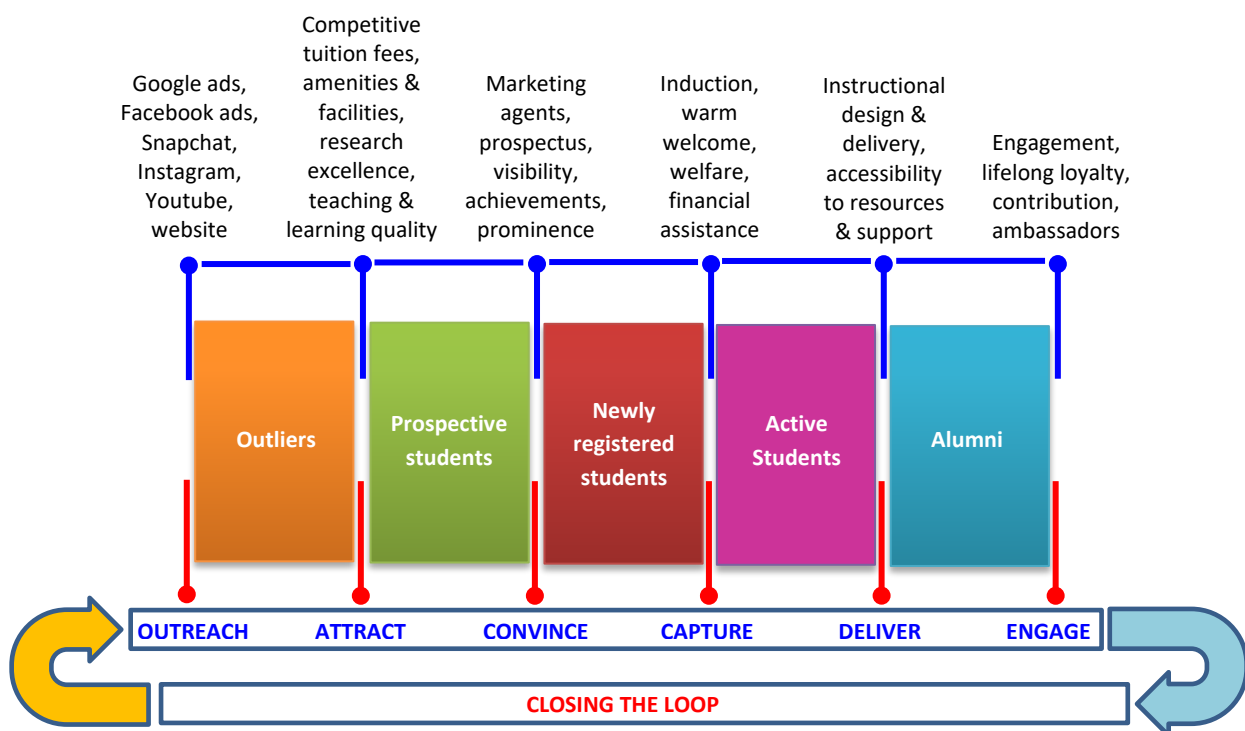 Google ads,
Facebook ads,
Snapchat,
Instagram,
Youtube,
website
Competitive
tuition fees,
amenities &
facilities,
research
excellence,
teaching &
learning quality
Marketing
agents,
prospectus,
visibility,
achievements,
prominence
Induction,
warm
welcome,
welfare,
financial
assistance
Instructional
design &
delivery,
accessibility
to resources
& support
Engagement,
lifelong loyalty,
contribution,
ambassadors
Outliers
Prospective
students
Newly
registered
students
Active
Students
Alumni
OUTREACH
ATTRACT
CONVINCE
CAPTURE
DELIVER
ENGAGE
CLOSING THE LOOP